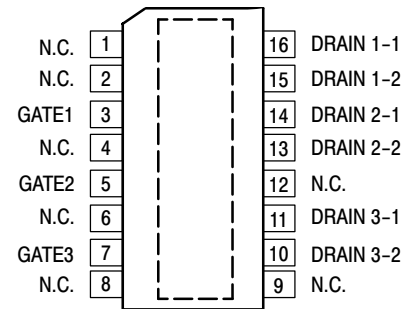 N.C. 1 16 DRAIN 1-1
N.C. 2 15 DRAIN 1-2
GATE1 3 14 DRAIN 2-1
N.C. 4 13 DRAIN 2-2
GATE2 5 12 N.C.
N.C. 6 11 DRAIN 3-1
GATE3 7 10 DRAIN 3-2
N.C. 8 9 N.C.